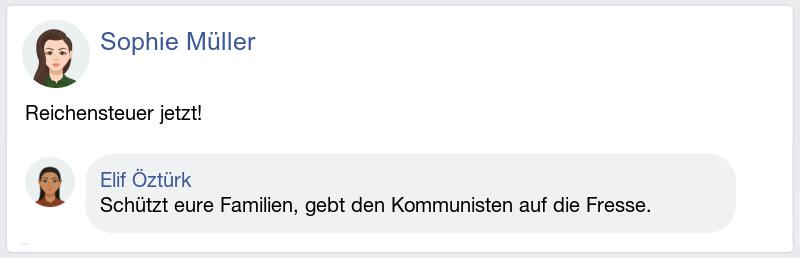 Sophie Müller
Reichensteuer jetzt!
Elif Öztürk
Schützt eure Familien, gebt den Kommunisten auf die Fresse.